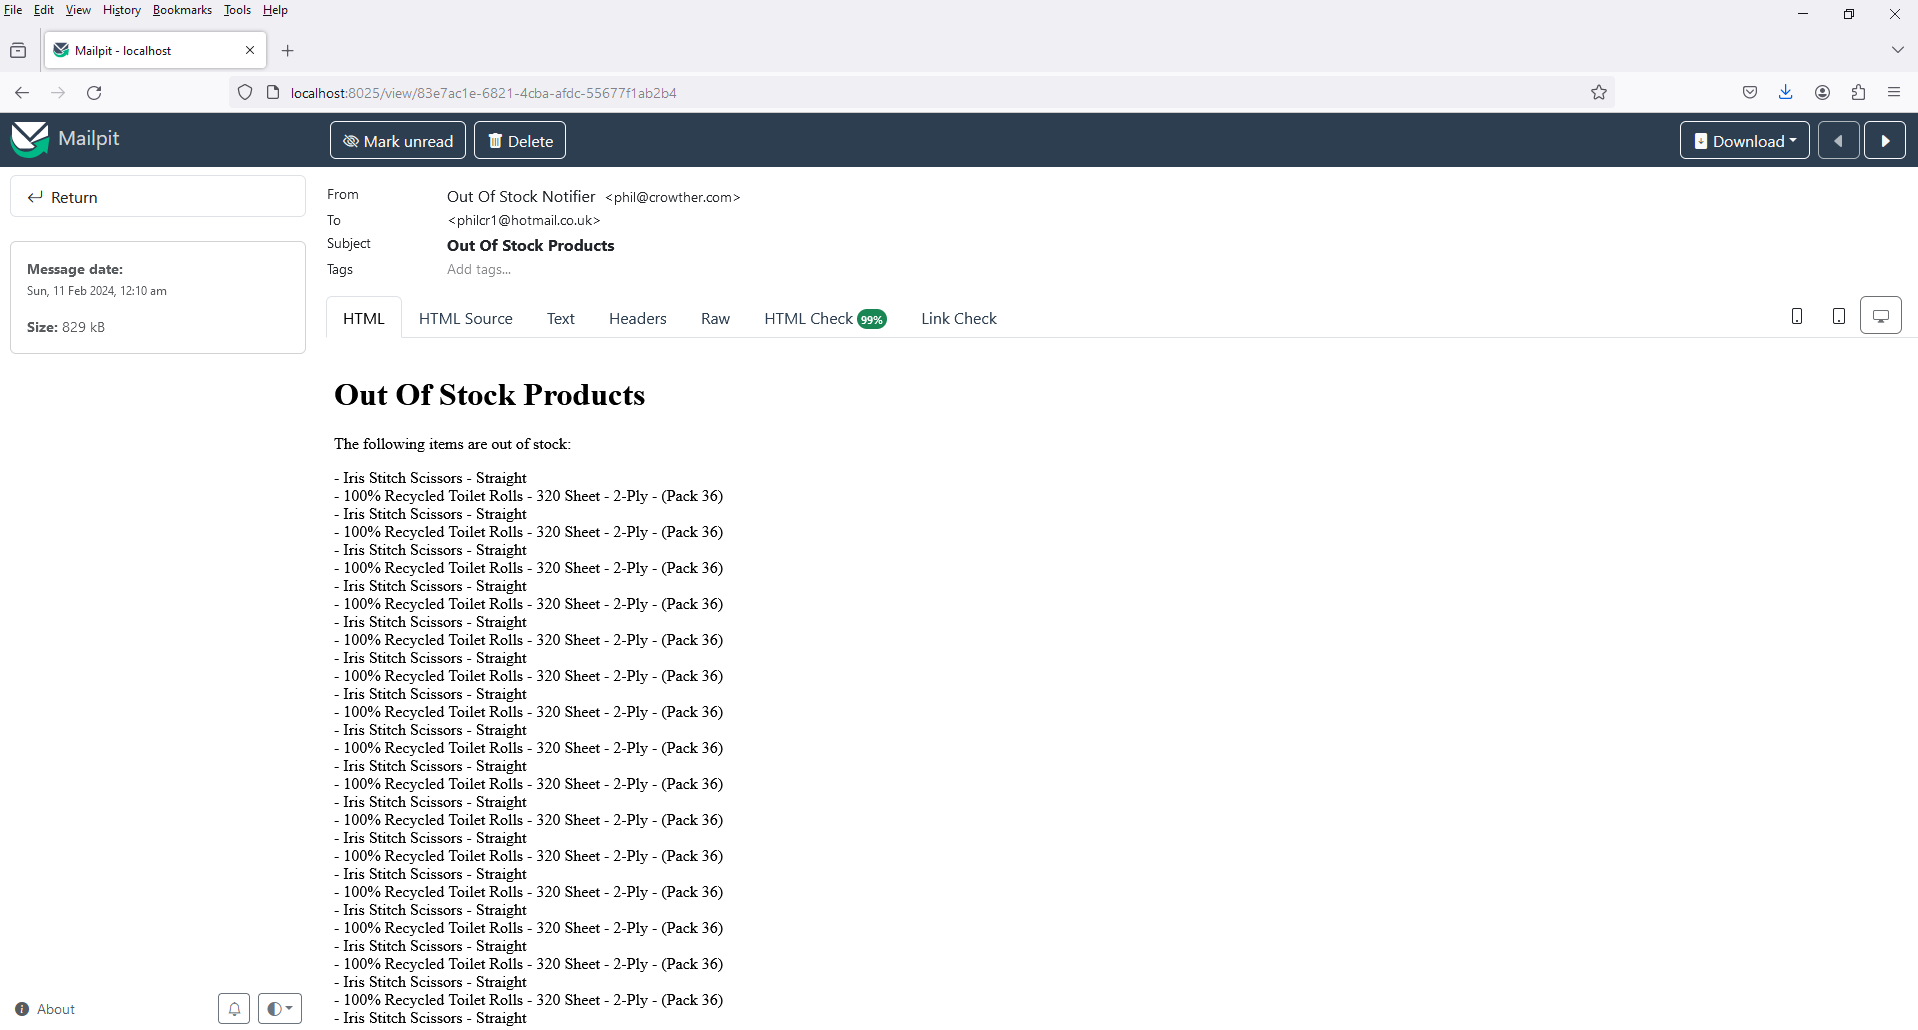 File Edit View History Bookmarks Tools Help
Mailpit - localhost
localhost:8025/view/83e7ac1e-6821-4cba-afdc-55677f1ab2b4
Mailpit
Mark unread
Delete
Download
Return
Message date:
Sun, 11 Feb 2024, 12:10 am
Size: 829 kB
From Out Of Stock Notifier <phil@crowther.com>
To <philcr1@hotmail.co.uk>
Subject Out Of Stock Products
Tags Add tags...
HTML HTML Source Text Headers Raw HTML Check 99% Link Check
Out Of Stock Products
The following items are out of stock:
- Iris Stitch Scissors - Straight
- 100% Recycled Toilet Rolls - 320 Sheet - 2-Ply - (Pack 36)
- Iris Stitch Scissors - Straight
- 100% Recycled Toilet Rolls - 320 Sheet - 2-Ply - (Pack 36)
- Iris Stitch Scissors - Straight
- 100% Recycled Toilet Rolls - 320 Sheet - 2-Ply - (Pack 36)
- Iris Stitch Scissors - Straight
- 100% Recycled Toilet Rolls - 320 Sheet - 2-Ply - (Pack 36)
- Iris Stitch Scissors - Straight
- 100% Recycled Toilet Rolls - 320 Sheet - 2-Ply - (Pack 36)
- Iris Stitch Scissors - Straight
- 100% Recycled Toilet Rolls - 320 Sheet - 2-Ply - (Pack 36)
- Iris Stitch Scissors - Straight
- 100% Recycled Toilet Rolls - 320 Sheet - 2-Ply - (Pack 36)
- Iris Stitch Scissors - Straight
- 100% Recycled Toilet Rolls - 320 Sheet - 2-Ply - (Pack 36)
- Iris Stitch Scissors - Straight
- 100% Recycled Toilet Rolls - 320 Sheet - 2-Ply - (Pack 36)
- Iris Stitch Scissors - Straight
- 100% Recycled Toilet Rolls - 320 Sheet - 2-Ply - (Pack 36)
- Iris Stitch Scissors - Straight
- 100% Recycled Toilet Rolls - 320 Sheet - 2-Ply - (Pack 36)
- Iris Stitch Scissors - Straight
- 100% Recycled Toilet Rolls - 320 Sheet - 2-Ply - (Pack 36)
- Iris Stitch Scissors - Straight
- 100% Recycled Toilet Rolls - 320 Sheet - 2-Ply - (Pack 36)
- Iris Stitch Scissors - Straight
- 100% Recycled Toilet Rolls - 320 Sheet - 2-Ply - (Pack 36)
- Iris Stitch Scissors - Straight
- 100% Recycled Toilet Rolls - 320 Sheet - 2-Ply - (Pack 36)
- Iris Stitch Scissors - Straight
About